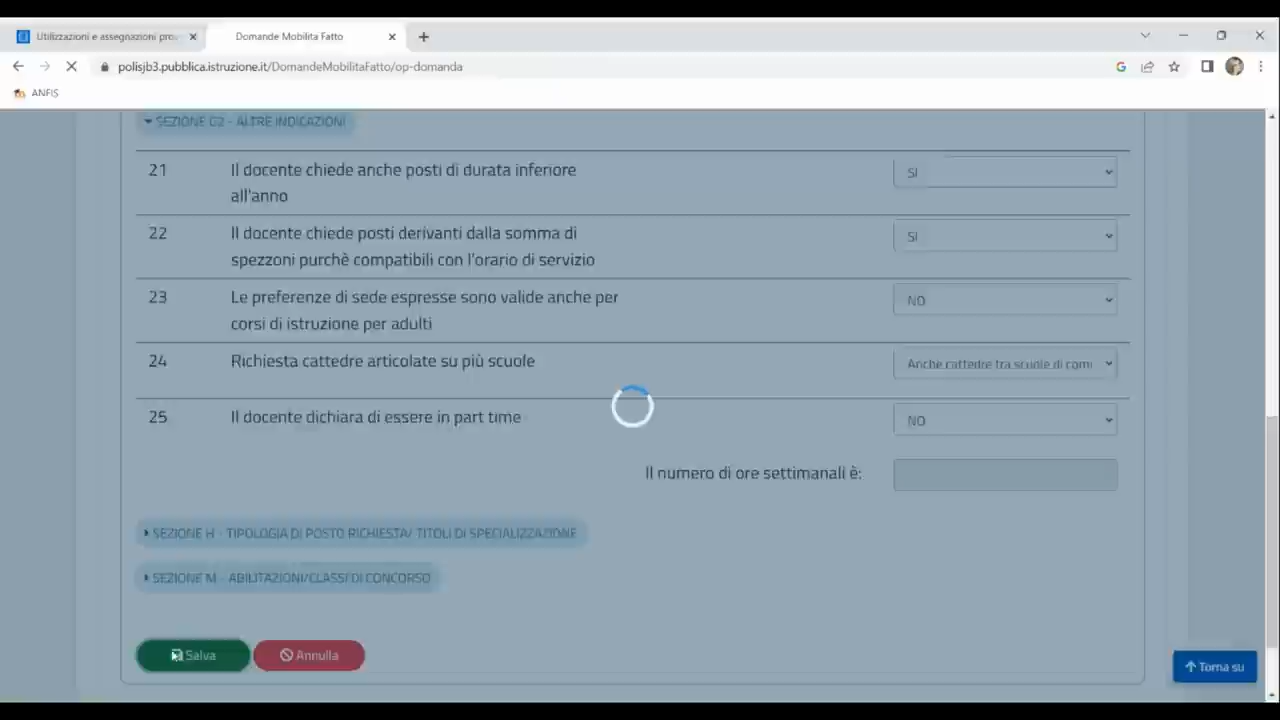 Utilizzazioni e assegnazioni prov
Domande Mobilita Fatto
polisjb3.pubblica.istruzione.it/DomandeMobilitaFatto/op-domanda
ANFIS
SEZIONE G2 - ALTRE INDICAZIONI
21 Il docente chiede anche posti di durata inferiore all'anno SI
22 Il docente chiede posti derivanti dalla somma di spezzoni purchè compatibili con l'orario di servizio SI
23 Le preferenze di sede espresse sono valide anche per corsi di istruzione per adulti NO
24 Richiesta cattedre articolate su più scuole Anche cattedre tra scuole di comu
25 Il docente dichiara di essere in part time NO
Il numero di ore settimanali è:
SEZIONE H - TIPOLOGIA DI POSTO RICHIESTA/ TITOLI DI SPECIALIZZAZIONE
SEZIONE M - ABILITAZIONI/CLASSI DI CONCORSO
Salva Annulla
Torna su